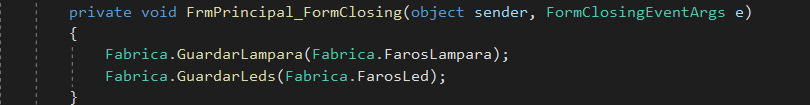 private void FrmPrincipal_FormClosing(object sender, FormClosingEventArgs e)
{
Fabrica.GuardarLampara(Fabrica.FarosLampara);
Fabrica.GuardarLeds(Fabrica.FarosLed);
}